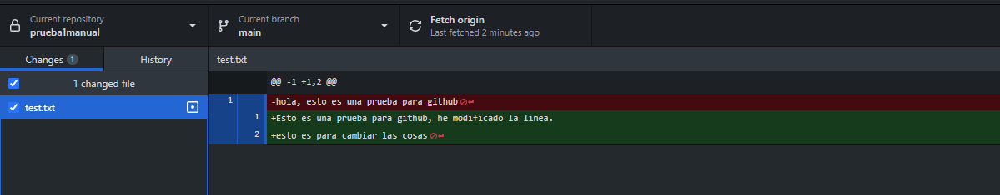 Current repository
prueba1manual
Current branch
main
Fetch origin
Last fetched 2 minutes ago
Changes 1
History
1 changed file
test.txt
test.txt
@@ -1 +1,2 @@
1 -hola, esto es una prueba para github
1 +Esto es una prueba para github, he modificado la linea.
2 +esto es para cambiar las cosas